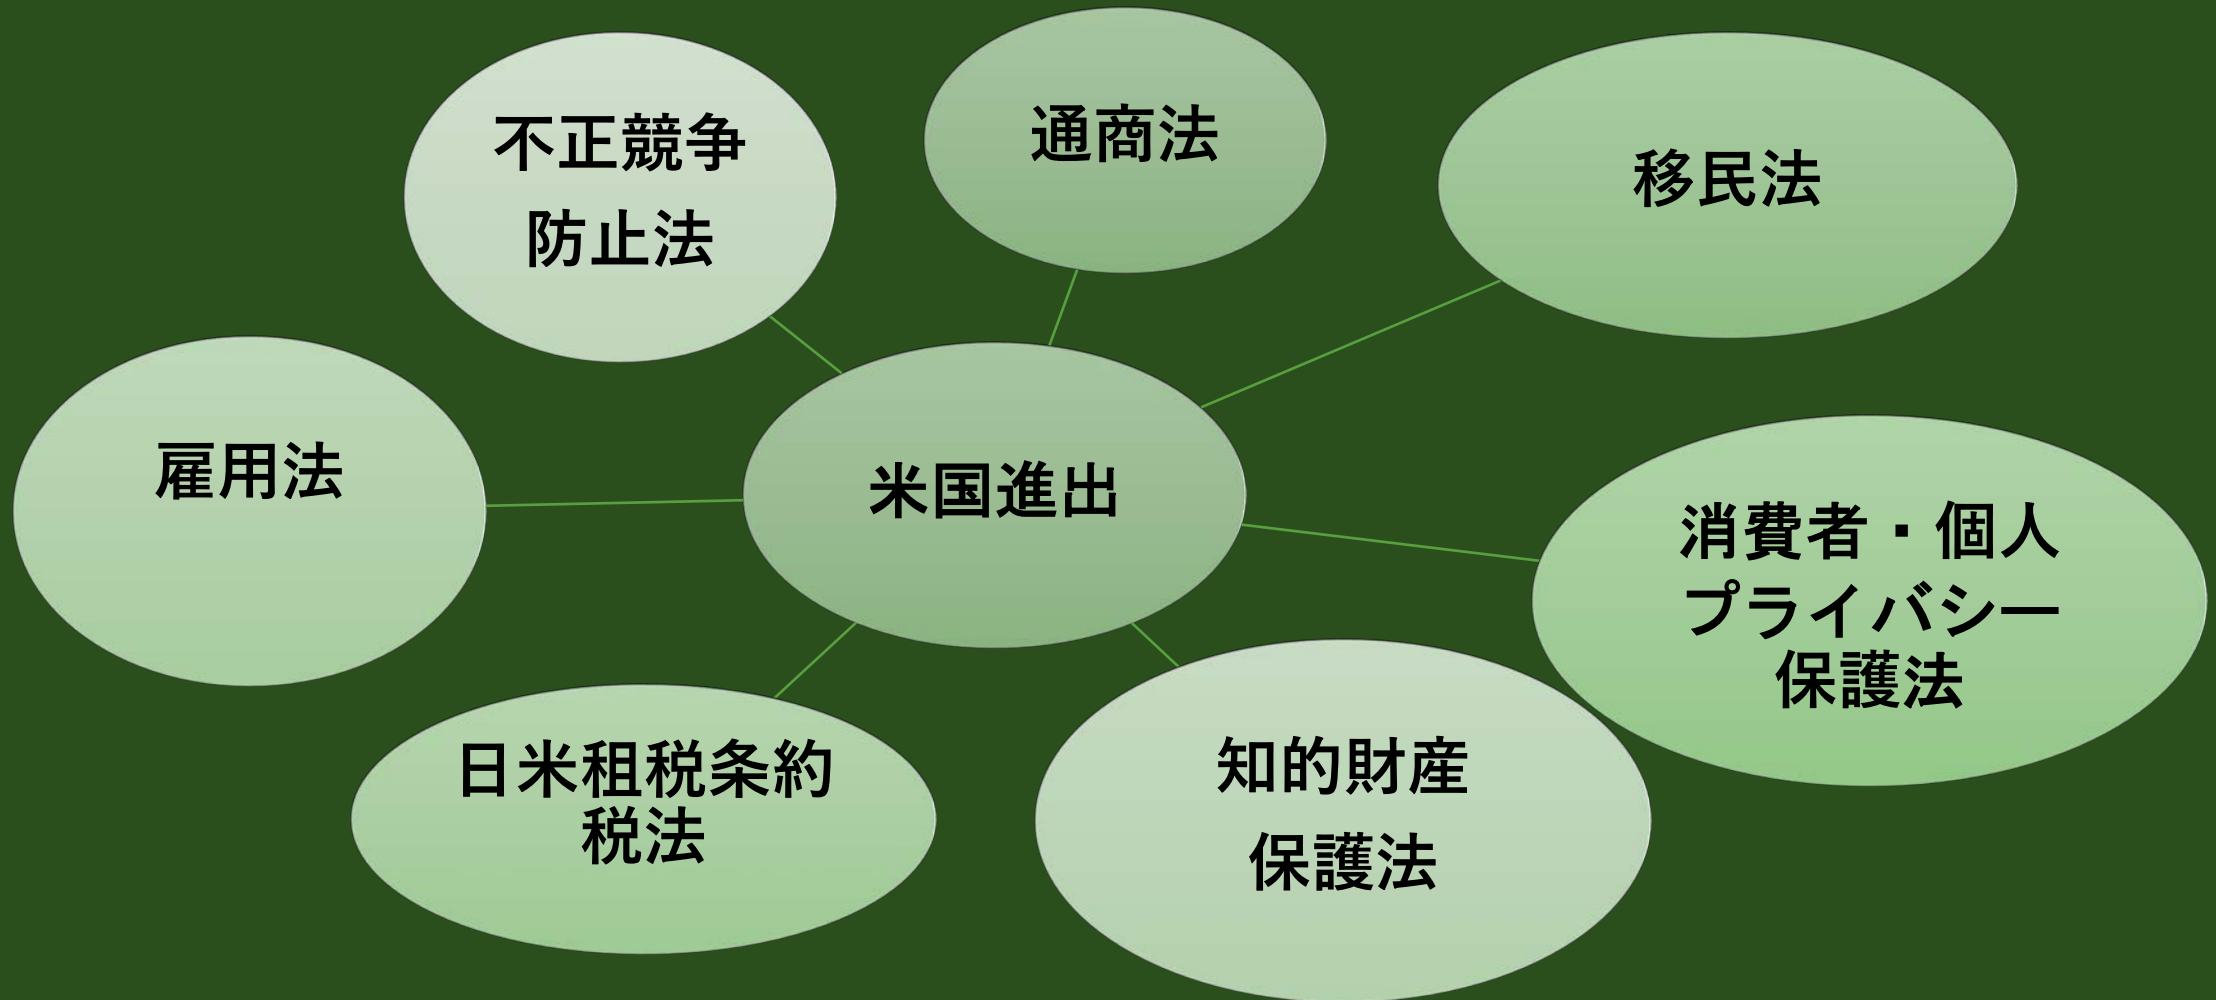 不正競争
防止法
通商法
移民法
雇用法
米国進出
消費者・個人
プライバシー
保護法
日米租税条約
税法
知的財産
保護法